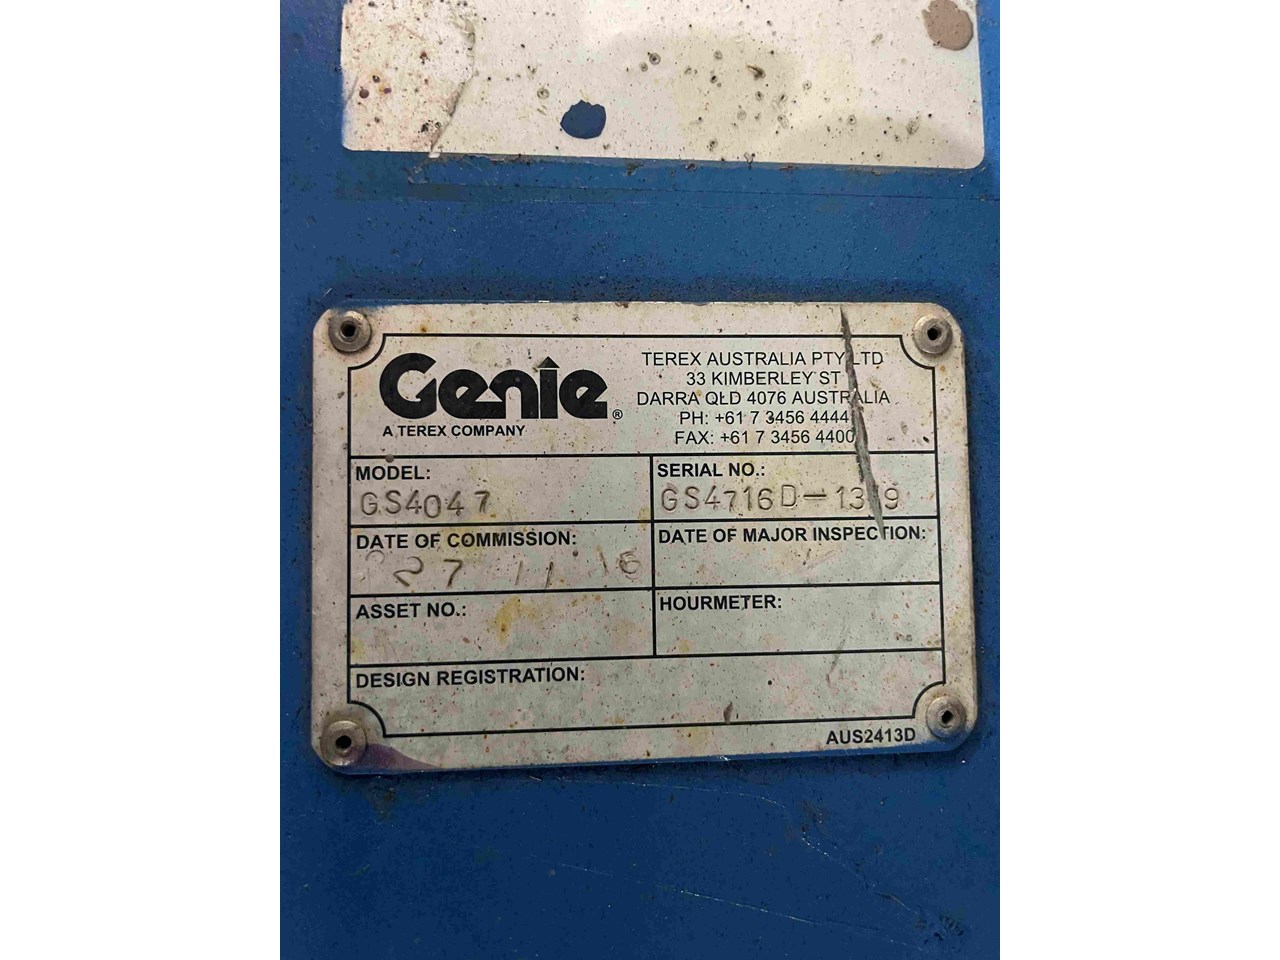 Genie®
A TEREX COMPANY
TEREX AUSTRALIA PTY LTD
33 KIMBERLEY ST
DARRA QLD 4076 AUSTRALIA
PH: +61 7 3456 4444
FAX: +61 7 3456 4400
MODEL:
GS4047
SERIAL NO.:
DATE OF COMMISSION:
27 11 16
DATE OF MAJOR INSPECTION:
ASSET NO.:
HOURMETER:
DESIGN REGISTRATION:
AUS2413D